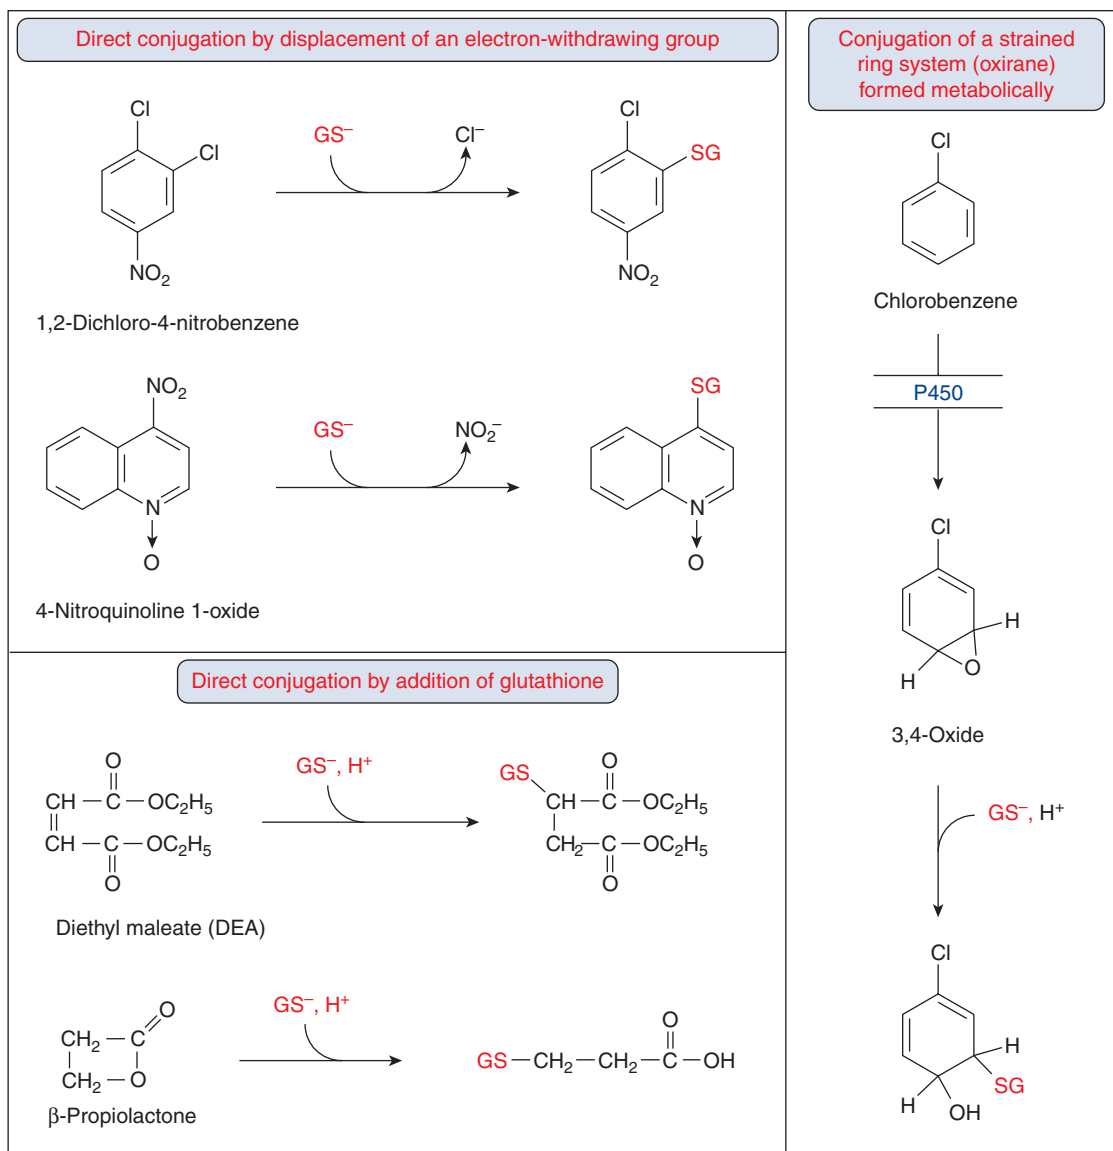 Direct conjugation by displacement of an electron-withdrawing group
Cl
Cl
NO₂
GS⁻
Cl⁻
Cl
SG
NO₂
1,2-Dichloro-4-nitrobenzene
NO₂
N
O
GS⁻
NO₂⁻
SG
N
O
4-Nitroquinoline 1-oxide
Direct conjugation by addition of glutathione
O
CH — C — OC₂H₅
CH — C — OC₂H₅
O
GS⁻, H⁺
O
GS
CH — C — OC₂H₅
CH₂ — C — OC₂H₅
O
Diethyl maleate (DEA)
O
CH₂ — C
CH₂ O
GS⁻, H⁺
O
GS — CH₂ — CH₂ — C — OH
β-Propiolactone
Conjugation of a strained
ring system (oxirane)
formed metabolically
Cl
Chlorobenzene
P450
Cl
H
O
H
3,4-Oxide
GS⁻, H⁺
Cl
H
SG
H
OH